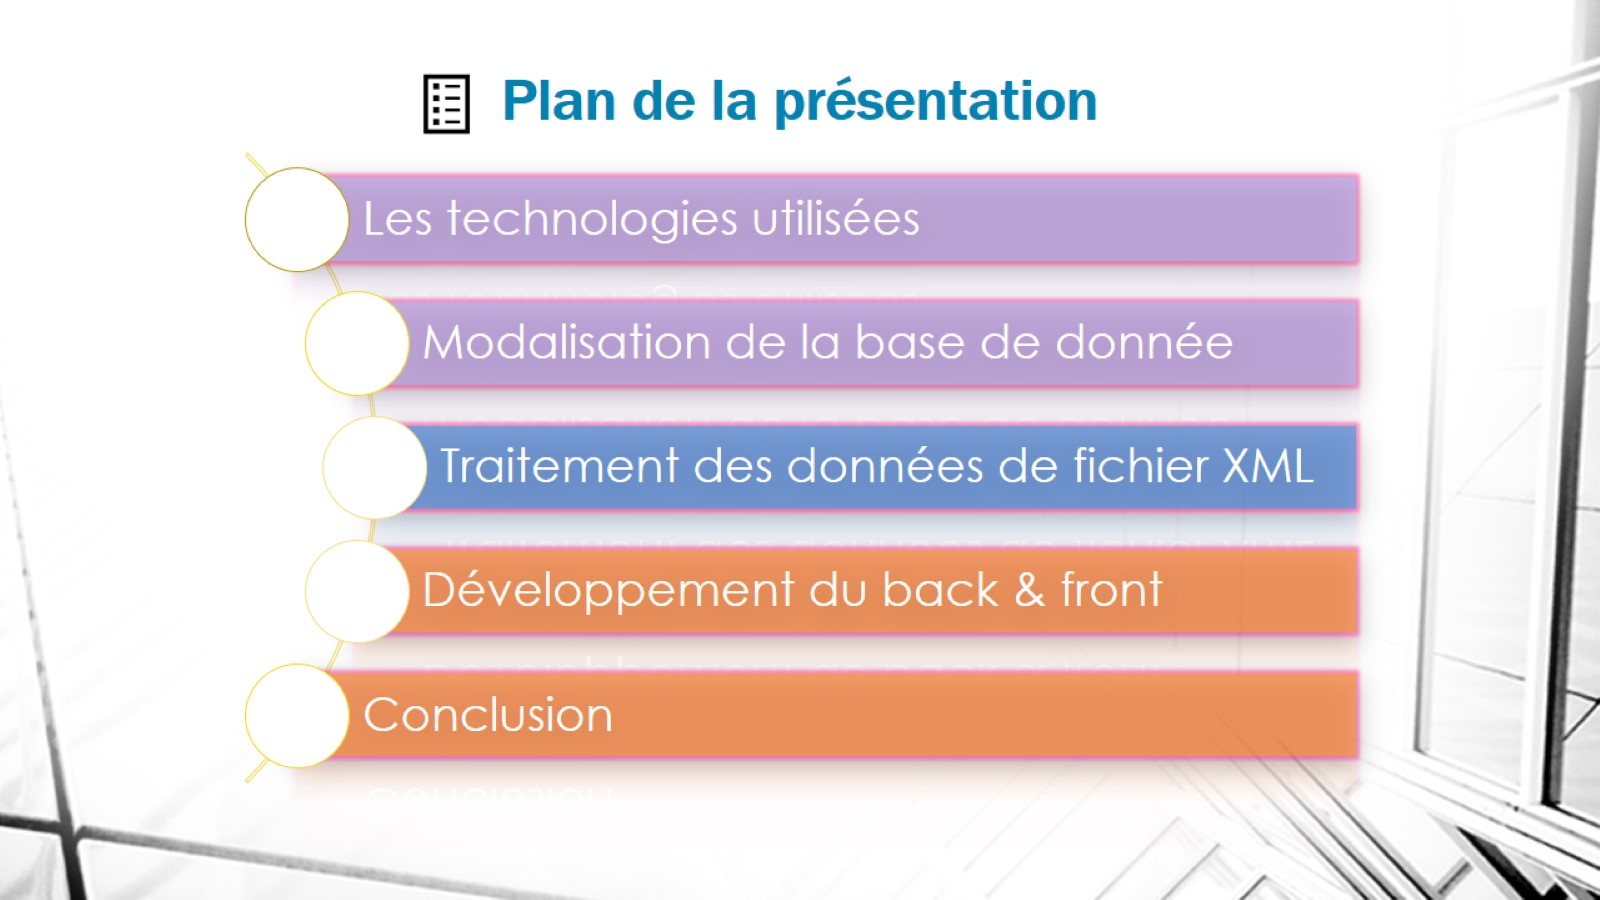 Plan de la présentation
Les technologies utilisées
Modalisation de la base de donnée
Traitement des données de fichier XML
Développement du back & front
Conclusion